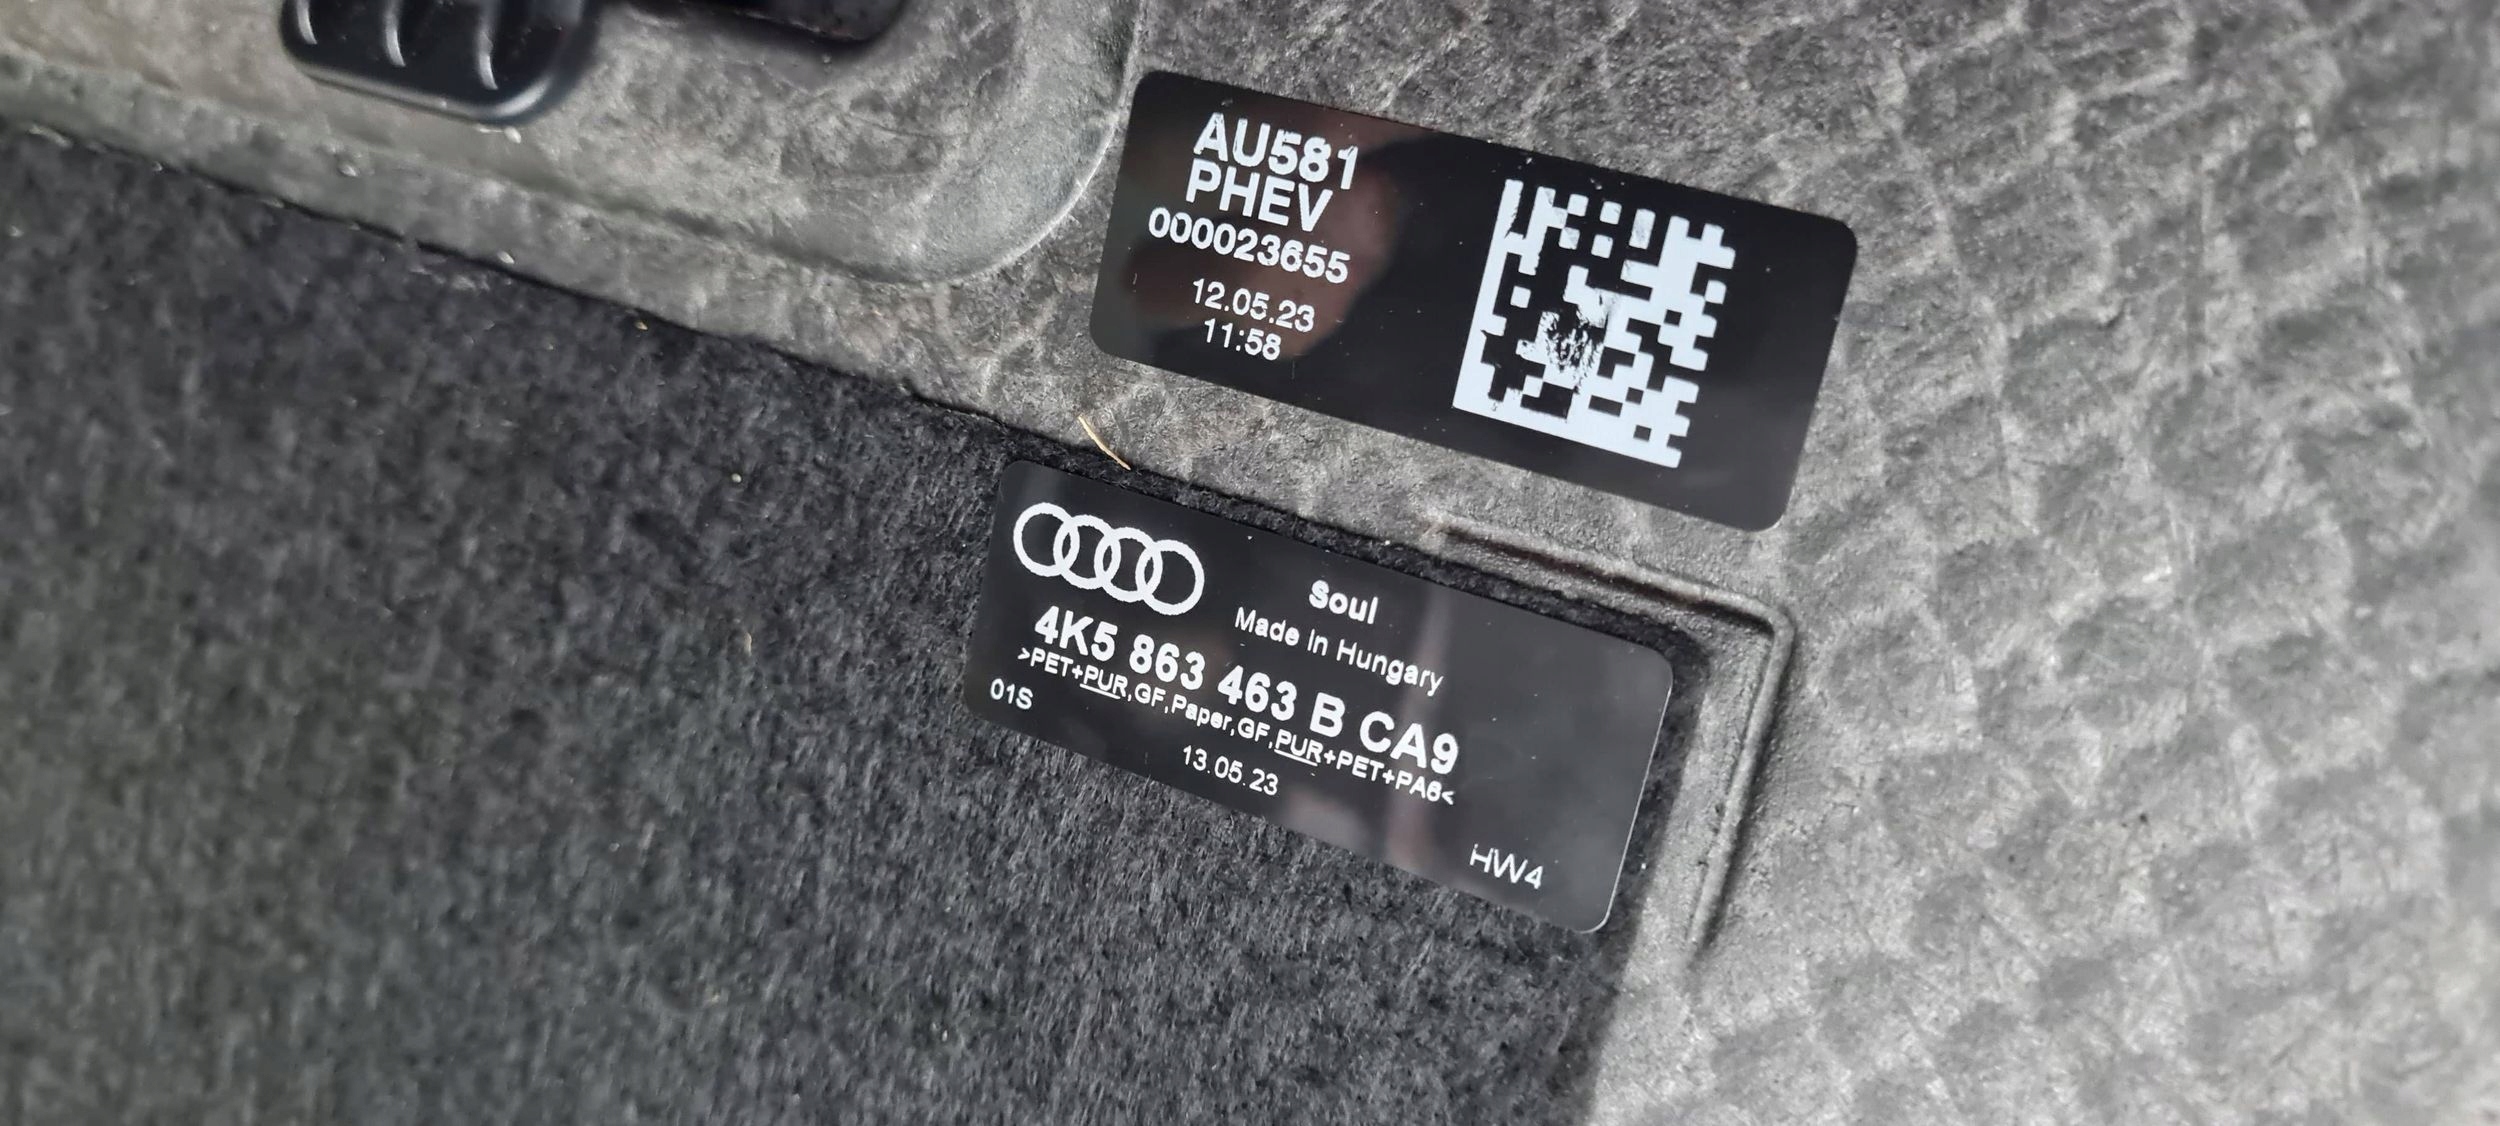 AU581
PHEV
000023655
12.05.23
11:58
Soul
Made in Hungary
4K5 863 463 B CA9
>PET+PUR,GF,Paper,GF,PUR+PET+PA6<
01S
13.05.23
HW4